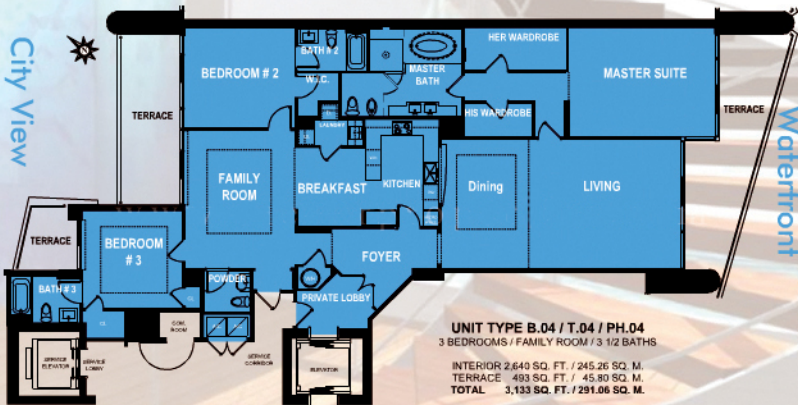 City View
BEDROOM # 2
BATH # 2
W.I.C.
MASTER
BATH
HER WARDROBE
HIS WARDROBE
MASTER SUITE
TERRACE
TERRACE
Waterfront
LAUNDRY
FAMILY
ROOM
BREAKFAST
KITCHEN
Dining
LIVING
TERRACE
BEDROOM
# 3
FOYER
BATH # 3
POWDER
PRIVATE LOBBY
CL
CL
COM.
ROOM
SERVICE
ELEVATOR
SERVICE
LOBBY
SERVICE
CORRIDOR
ELEVATOR
UNIT TYPE B.04 / T.04 / PH.04
3 BEDROOMS / FAMILY ROOM / 3 1/2 BATHS
INTERIOR 2,640 SQ. FT. / 245.26 SQ. M.
TERRACE 493 SQ. FT. / 45.80 SQ. M.
TOTAL 3,133 SQ. FT. / 291.06 SQ. M.